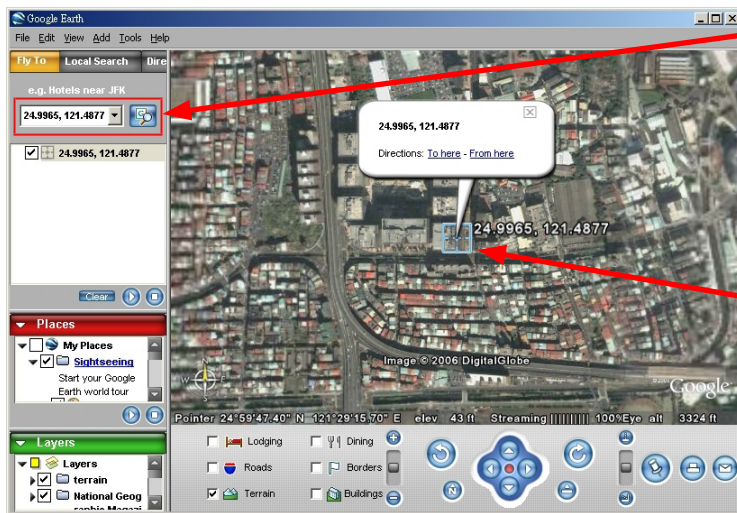 Google Earth
File Edit View Add Tools Help
Fly To Local Search Dire
e.g. Hotels near JFK
24.9965, 121.4877
24.9965, 121.4877
Clear
24.9965, 121.4877
Directions: To here - From here
24.9965, 121.4877
Places
My Places
Sightseeing
Start your Google
Earth world tour
N
W E
Image © 2006 DigitalGlobe
Google
Pointer 24°59'47.40" N 121°29'15.70" E elev 43 ft Streaming |||||||||| 100% Eye alt 3324 ft
Layers
Layers
terrain
National Geog
raphic Magazi
Lodging Dining
Roads Borders
Terrain Buildings
N